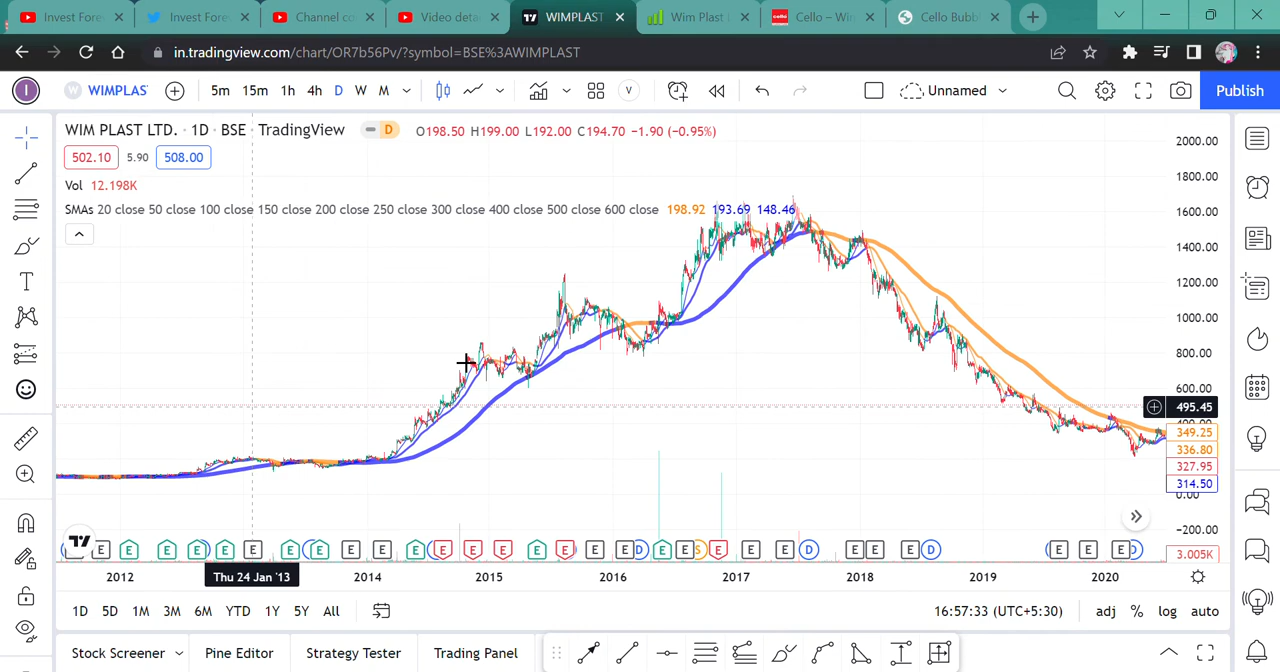 Invest Fore
Invest Fore
Channel co
Video deta
WIMPLAST
Wim Plast
cello
Cello – Wi
Cello Bubb
in.tradingview.com/chart/OR7b56Pv/?symbol=BSE%3AWIMPLAST
I
W
WIMPLAS
5m 15m 1h 4h D W M
V
Unnamed
Publish
WIM PLAST LTD. · 1D · BSE · TradingView D O198.50 H199.00 L192.00 C194.70 −1.90 (−0.95%)
502.10 5.90 508.00
Vol 12.198K
SMAs 20 close 50 close 100 close 150 close 200 close 250 close 300 close 400 close 500 close 600 close 198.92 193.69 148.46
2000.00
1800.00
1600.00
1400.00
1200.00
1000.00
800.00
600.00
495.45
349.25
336.80
327.95
314.50
0.00
−200.00
3.005K
E E E E E E E E E E E E E E E E E E D E E S E E E D E E E D E E E D
2012 Thu 24 Jan '13 2014 2015 2016 2017 2018 2019 2020
1D 5D 1M 3M 6M YTD 1Y 5Y All
16:57:33 (UTC+5:30) adj % log auto
Stock Screener Pine Editor Strategy Tester Trading Panel